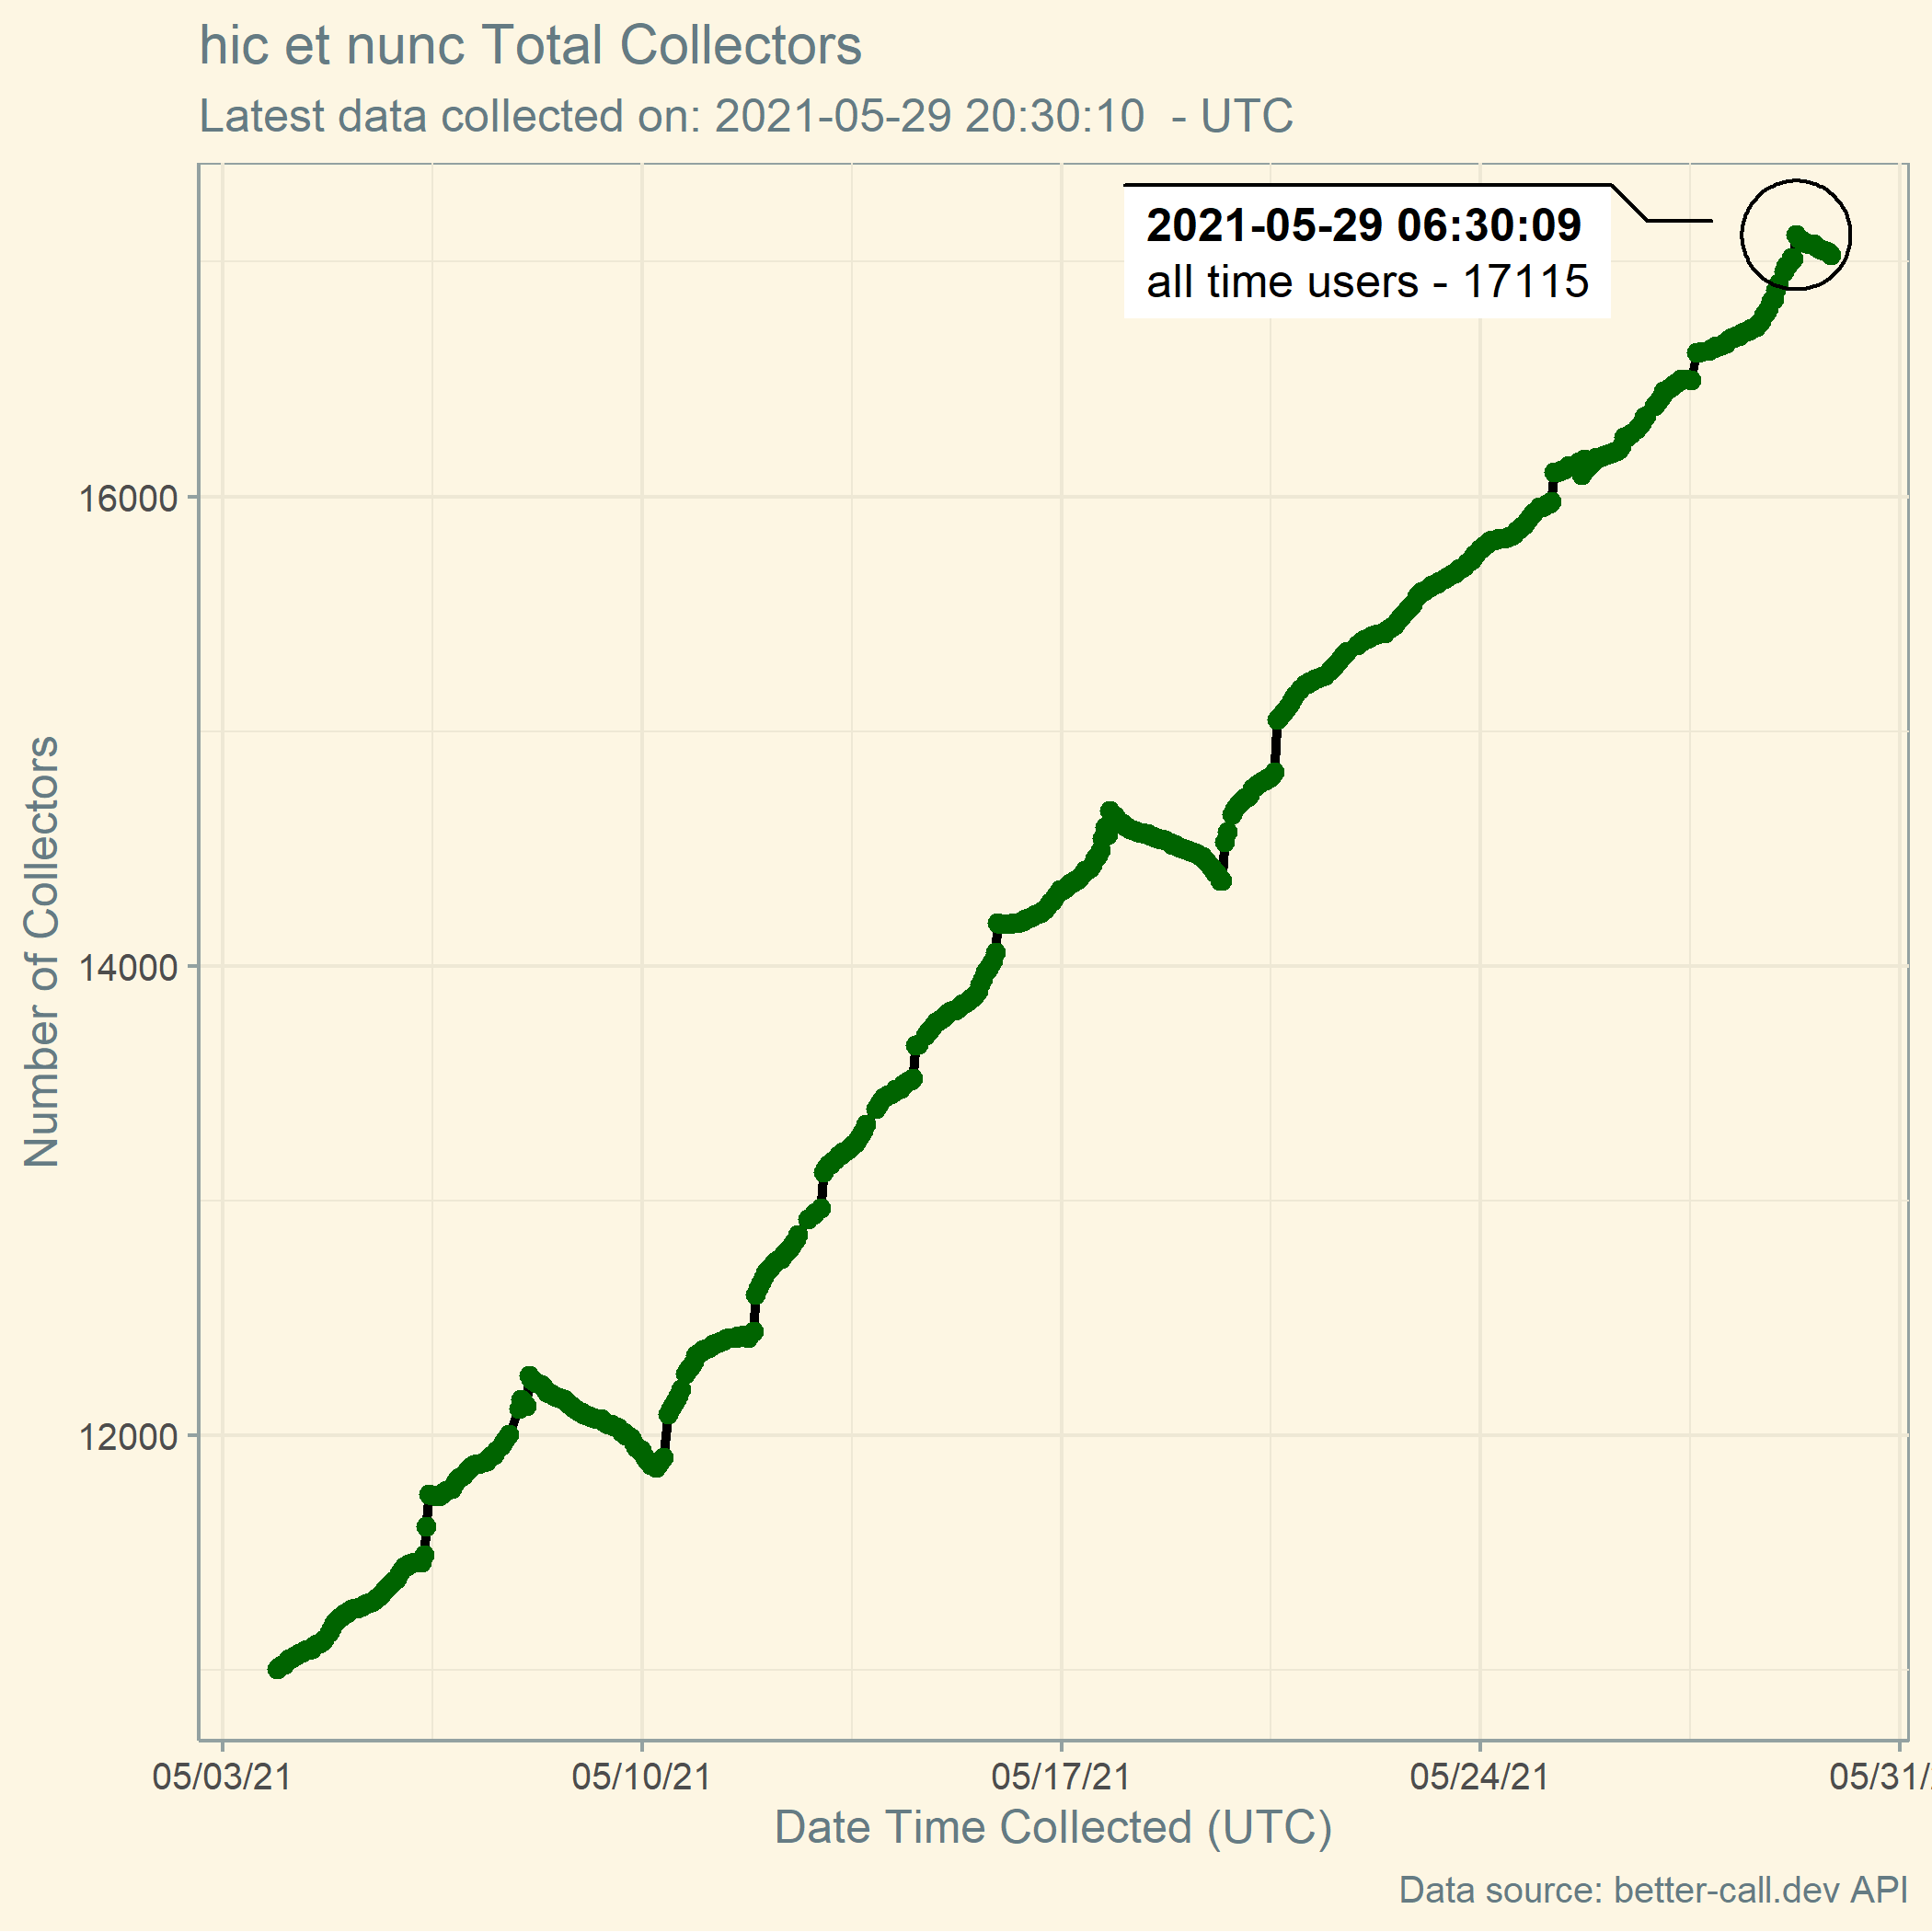 hic et nunc Total Collectors
Latest data collected on: 2021-05-29 20:30:10  - UTC
2021-05-29 06:30:09
all time users - 17115
Number of Collectors
16000
14000
12000
05/03/21
05/10/21
05/17/21
05/24/21
05/31/
Date Time Collected (UTC)
Data source: better-call.dev API